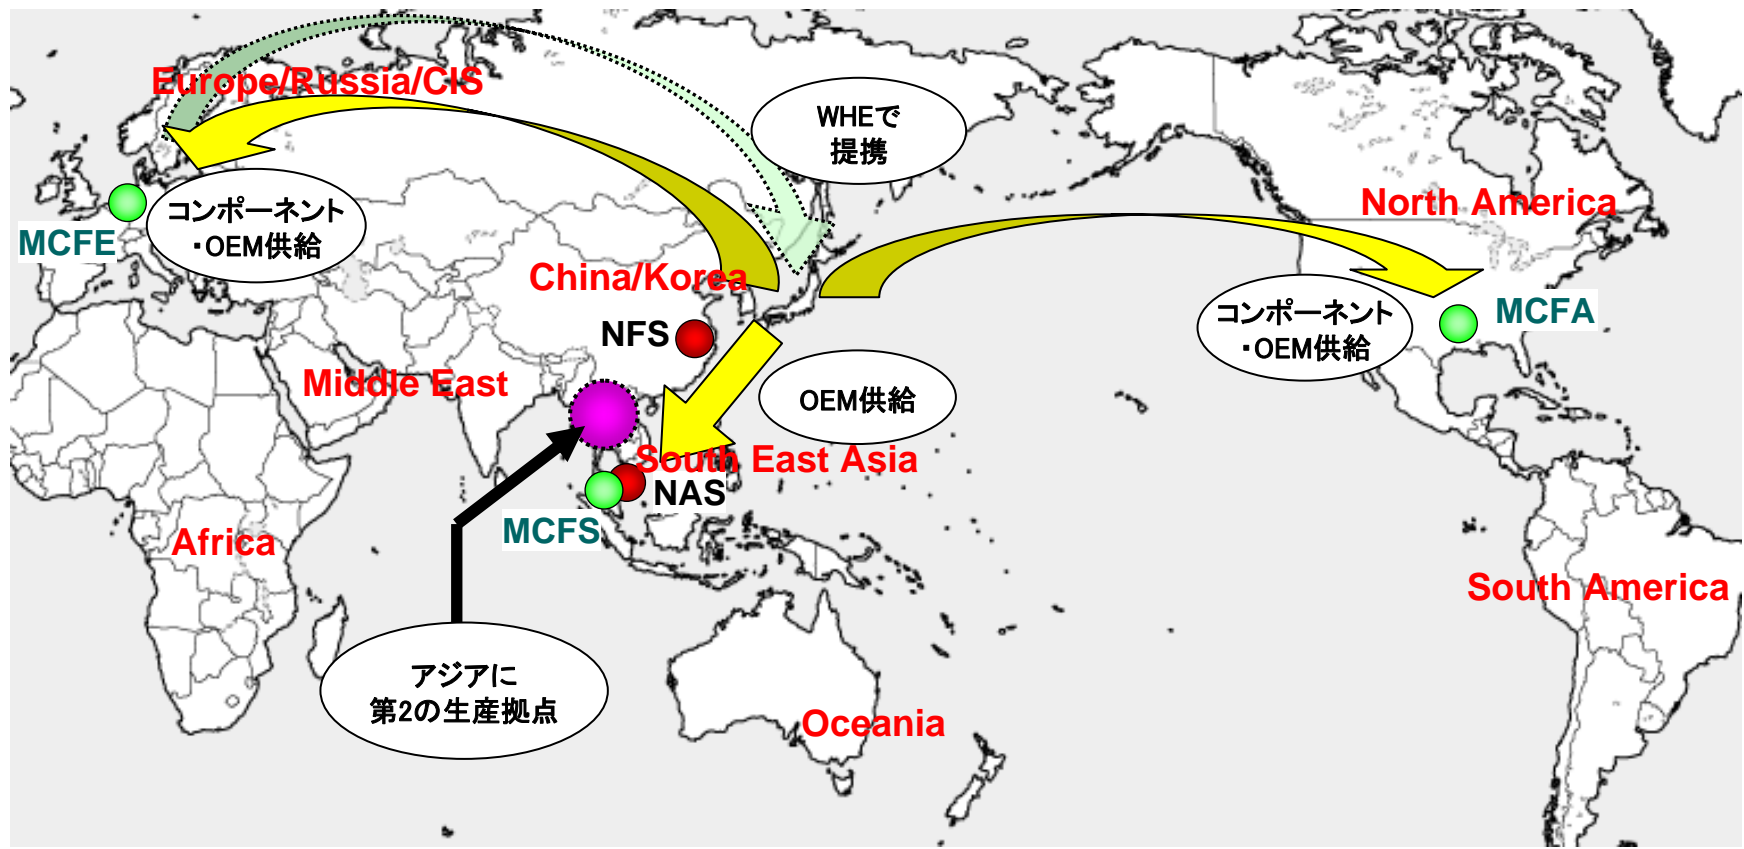 Europe/Russia/CIS
WHEで
提携
コンポーネント
・OEM供給
MCFE
North America
China/Korea
NFS
コンポーネント
・OEM供給
MCFA
Middle East
OEM供給
South East Asia
NAS
MCFS
Africa
South America
アジアに
第2の生産拠点
Oceania